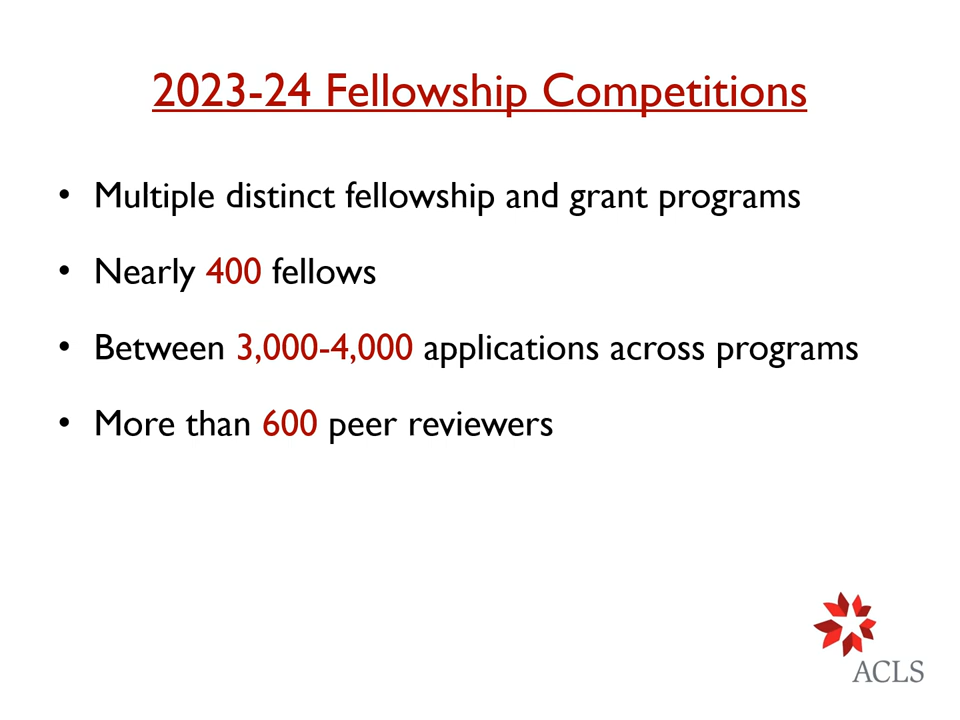 2023-24 Fellowship Competitions
• Multiple distinct fellowship and grant programs
• Nearly 400 fellows
• Between 3,000-4,000 applications across programs
• More than 600 peer reviewers
ACLS